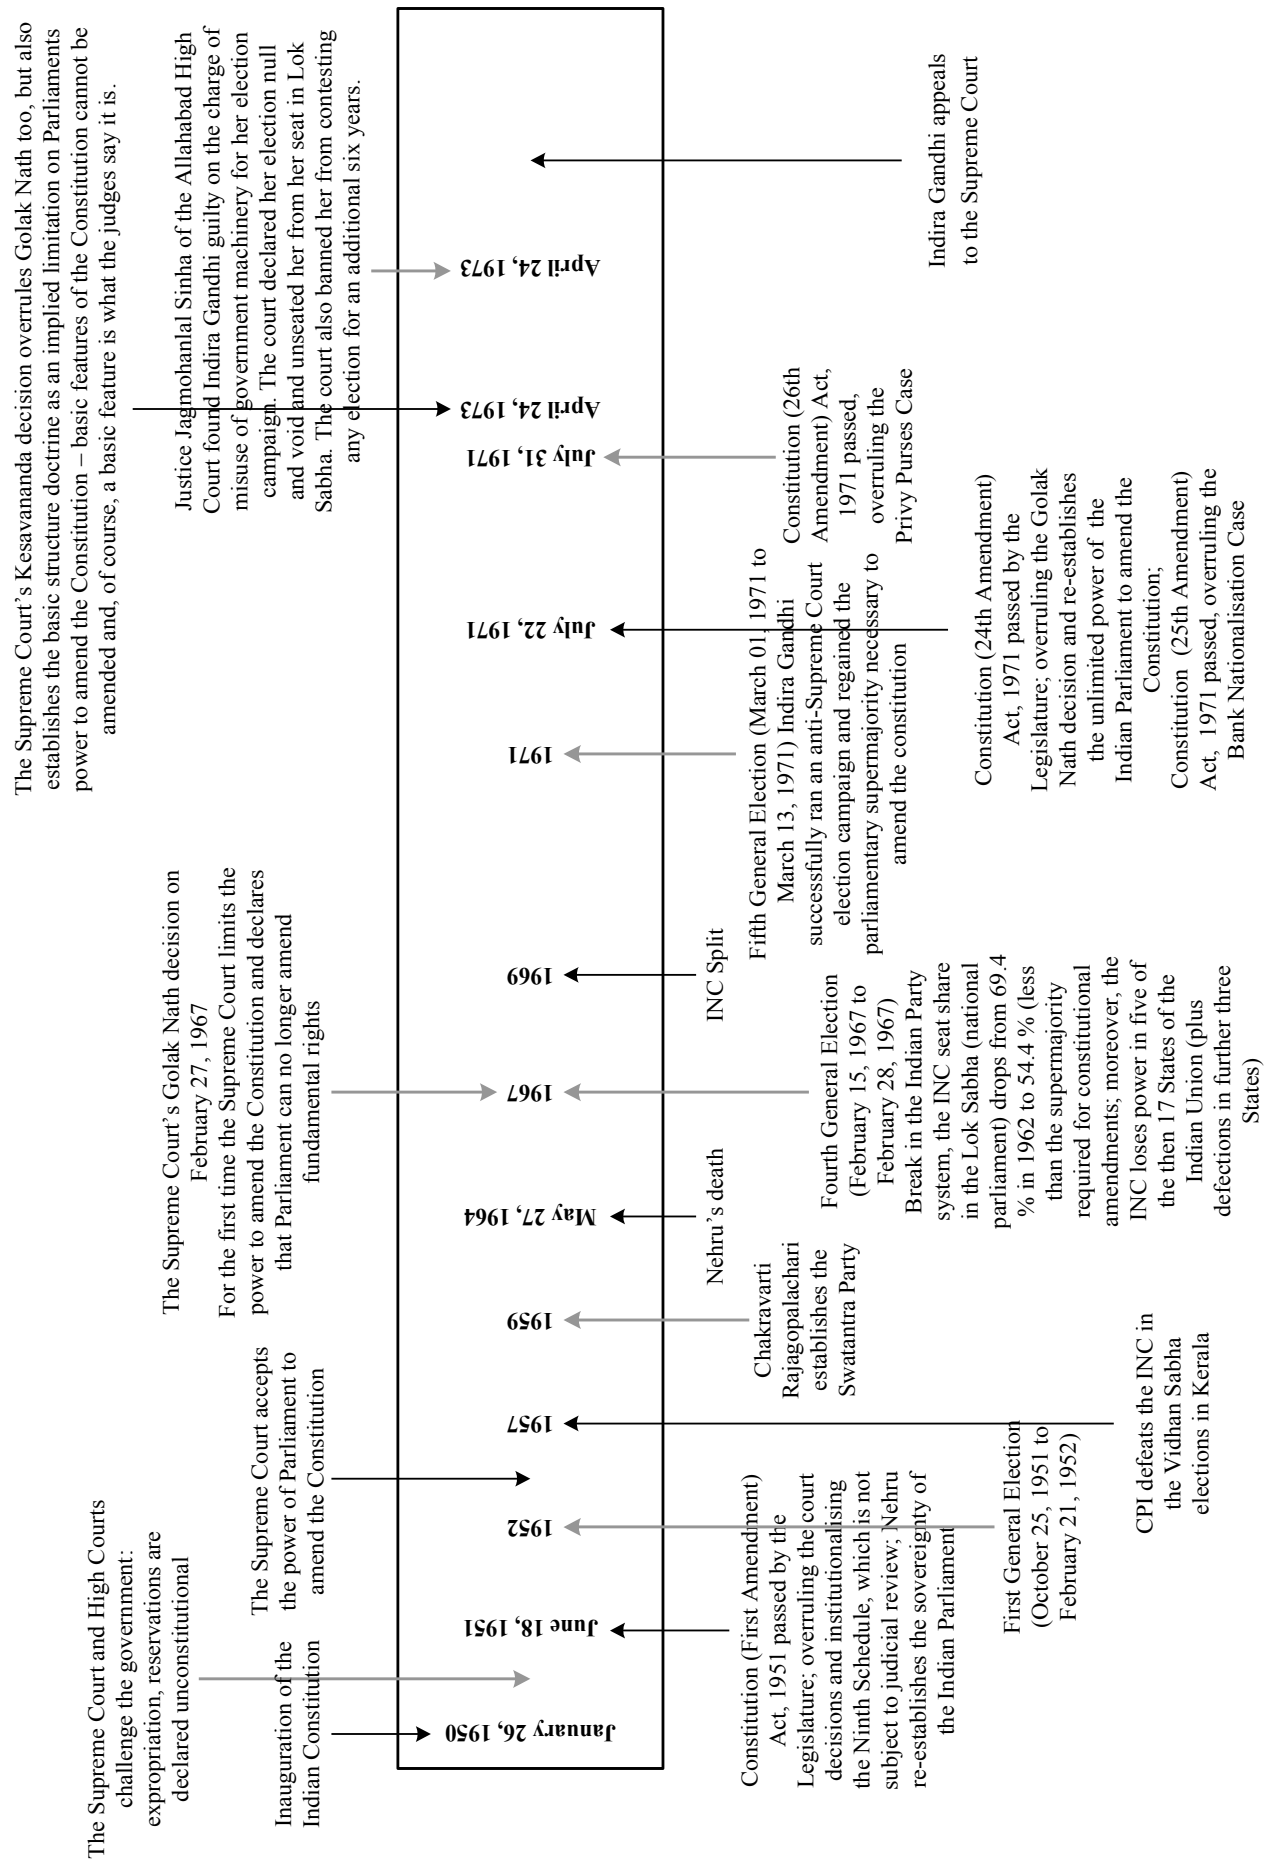 The Supreme Court and High Courts
challenge the government:
expropriation, reservations are
declared unconstitutional
Inauguration of the
Indian Constitution
The Supreme Court accepts
the power of Parliament to
amend the Constitution
The Supreme Court's Golak Nath decision on
February 27, 1967
For the first time the Supreme Court limits the
power to amend the Constitution and declares
that Parliament can no longer amend
fundamental rights
The Supreme Court's Kesavananda decision overrules Golak Nath too, but also
establishes the basic structure doctrine as an implied limitation on Parliaments
power to amend the Constitution – basic features of the Constitution cannot be
amended and, of course, a basic feature is what the judges say it is.
Justice Jagmohanlal Sinha of the Allahabad High
Court found Indira Gandhi guilty on the charge of
misuse of government machinery for her election
campaign. The court declared her election null
and void and unseated her from her seat in Lok
Sabha. The court also banned her from contesting
any election for an additional six years.
January 26, 1950
June 18, 1951
1952
1957
1959
May 27, 1964
1967
1969
1971
July 22, 1971
July 31, 1971
April 24, 1973
April 24, 1973
Constitution (First Amendment)
Act, 1951 passed by the
Legislature; overruling the court
decisions and institutionalising
the Ninth Schedule, which is not
subject to judicial review; Nehru
re-establishes the sovereignty of
the Indian Parliament
First General Election
(October 25, 1951 to
February 21, 1952)
CPI defeats the INC in
the Vidhan Sabha
elections in Kerala
Chakravarti
Rajagopalachari
establishes the
Swatantra Party
Nehru's death
Fourth General Election
(February 15, 1967 to
February 28, 1967)
Break in the Indian Party
system, the INC seat share
in the Lok Sabha (national
parliament) drops from 69.4
% in 1962 to 54.4 % (less
than the supermajority
required for constitutional
amendments; moreover, the
INC loses power in five of
the then 17 States of the
Indian Union (plus
defections in further three
States)
INC Split
Fifth General Election (March 01, 1971 to
March 13, 1971) Indira Gandhi
successfully ran an anti-Supreme Court
election campaign and regained the
parliamentary supermajority necessary to
amend the constitution
Constitution (24th Amendment)
Act, 1971 passed by the
Legislature; overruling the Golak
Nath decision and re-establishes
the unlimited power of the
Indian Parliament to amend the
Constitution;
Constitution (25th Amendment)
Act, 1971 passed, overruling the
Bank Nationalisation Case
Constitution (26th
Amendment) Act,
1971 passed,
overruling the
Privy Purses Case
Indira Gandhi appeals
to the Supreme Court